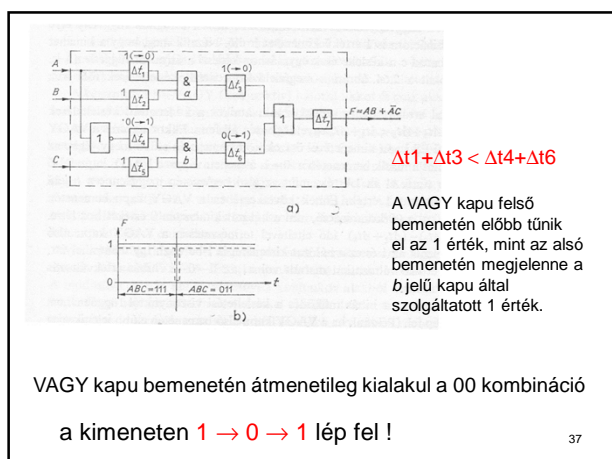 1(→0)
1(→0)
A
Δt₁
&
a
Δt₃
B
1
Δt₂
1
Δt₇
F=AB + ĀC
1
0(→1)
Δt₄
&
b
0(→1)
Δt₆
C
1
Δt₅
a)
F
1
0
t
ABC=111
ABC=011
b)
Δt1+Δt3 < Δt4+Δt6
A VAGY kapu felső
bemenetén előbb tűnik
el az 1 érték, mint az alsó
bemenetén megjelenne a
b jelű kapu által
szolgáltatott 1 érték.
VAGY kapu bemenetén átmenetileg kialakul a 00 kombináció
a kimeneten 1 → 0 → 1 lép fel !
37